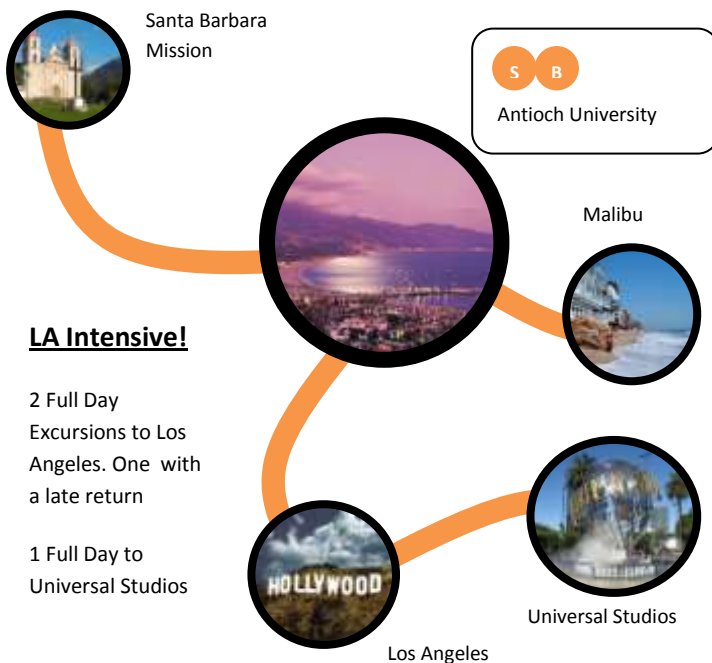 Santa Barbara
Mission
S B
Antioch University
Malibu
LA Intensive!
2 Full Day
Excursions to Los
Angeles. One with
a late return
1 Full Day to
Universal Studios
HOLLYWOOD
Universal Studios
Los Angeles